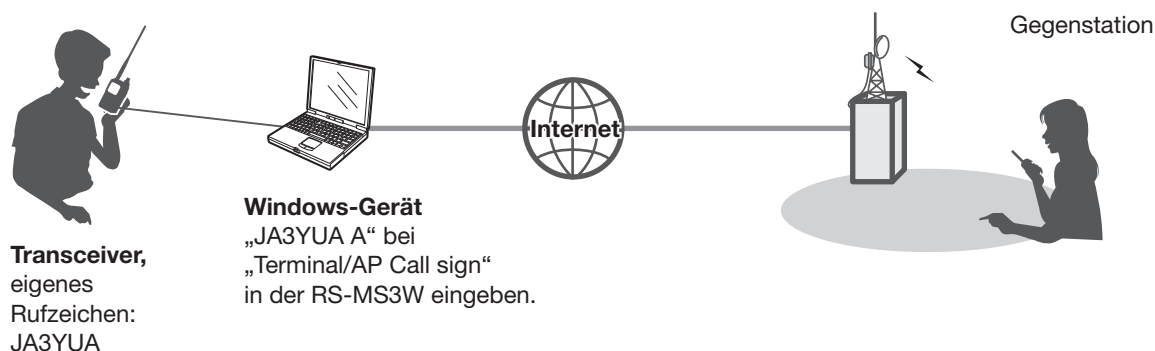 Gegenstation
Internet
Windows-Gerät
„JA3YUA A“ bei
„Terminal/AP Call sign“
in der RS-MS3W eingeben.
Transceiver,
eigenes
Rufzeichen:
JA3YUA